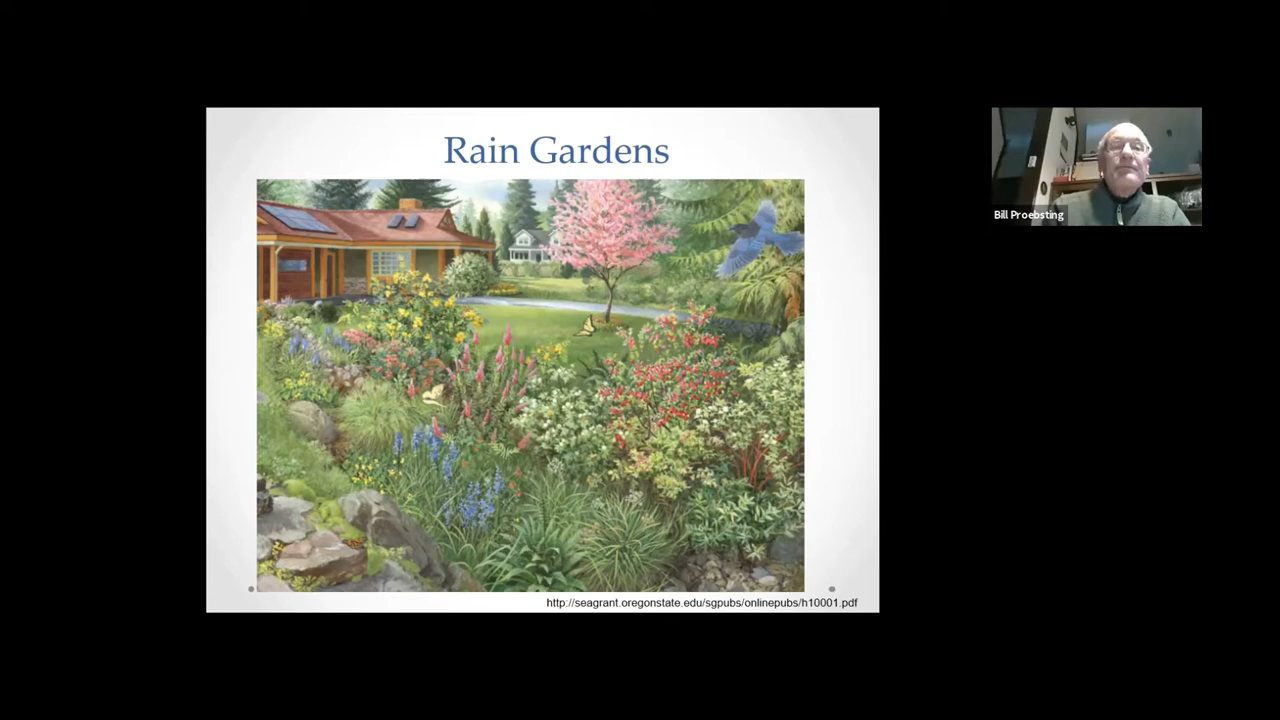 Rain Gardens
Bill Proebsting
http://seagrant.oregonstate.edu/sgpubs/onlinepubs/h10001.pdf